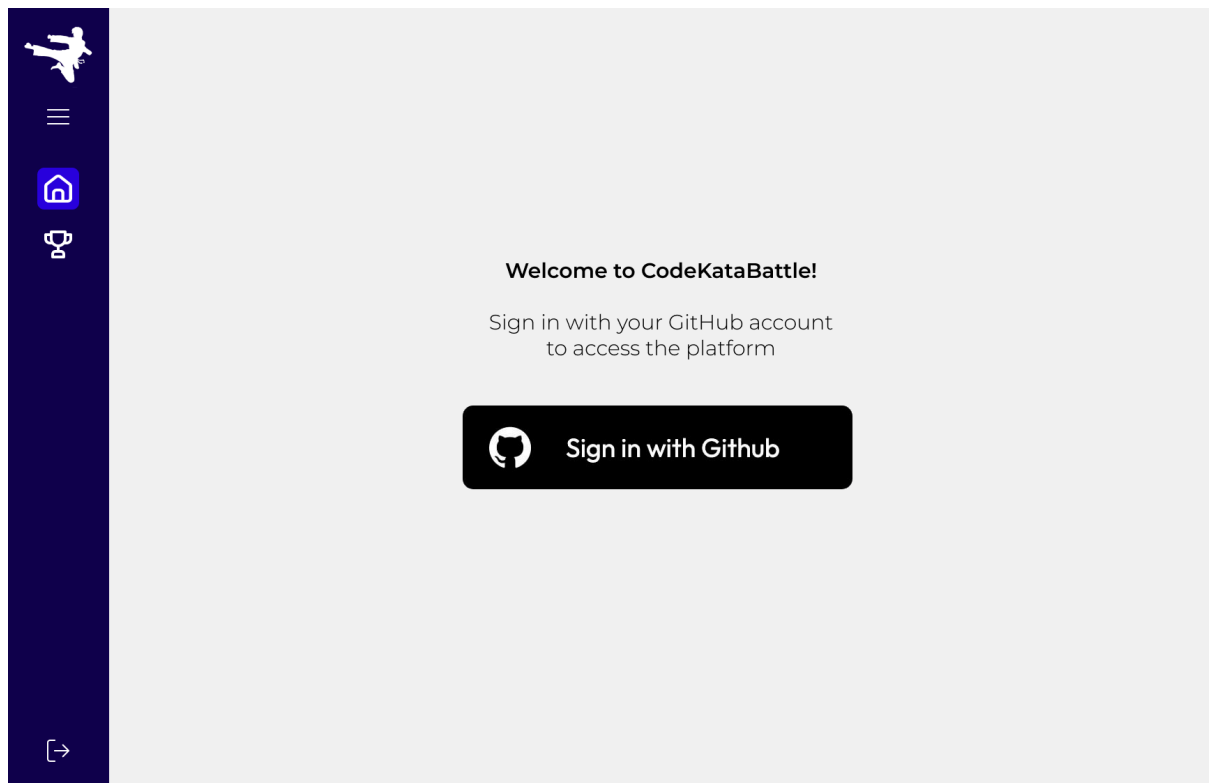 Welcome to CodeKataBattle!
Sign in with your GitHub account
to access the platform
Sign in with Github